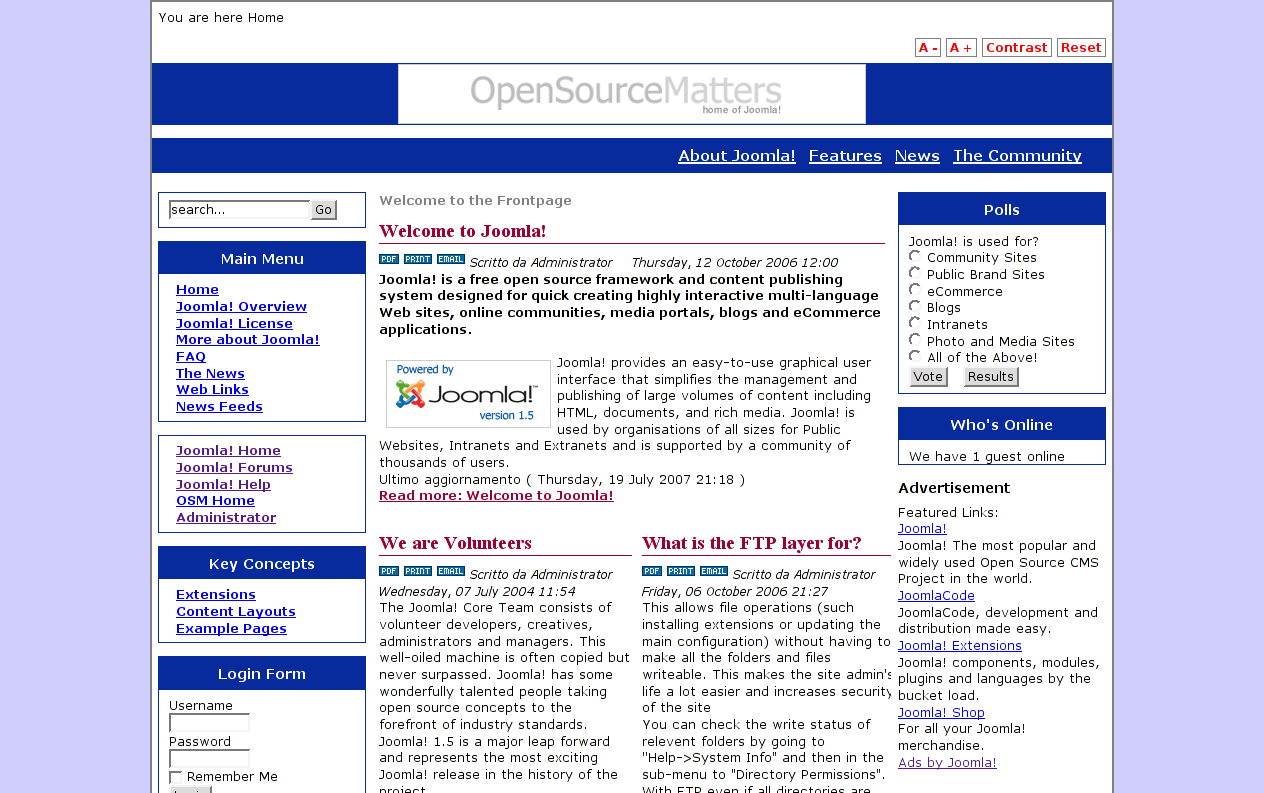 You are here Home
A - A + Contrast Reset
OpenSourceMatters
home of Joomla!
About Joomla! Features News The Community
search... Go
Main Menu
Home
Joomla! Overview
Joomla! License
More about Joomla!
FAQ
The News
Web Links
News Feeds
Joomla! Home
Joomla! Forums
Joomla! Help
OSM Home
Administrator
Key Concepts
Extensions
Content Layouts
Example Pages
Login Form
Username
Password
Remember Me
Welcome to the Frontpage
Welcome to Joomla!
PDF PRINT EMAIL Scritto da Administrator Thursday, 12 October 2006 12:00
Joomla! is a free open source framework and content publishing
system designed for quick creating highly interactive multi-language
Web sites, online communities, media portals, blogs and eCommerce
applications.
Powered by
Joomla!™
version 1.5
Joomla! provides an easy-to-use graphical user
interface that simplifies the management and
publishing of large volumes of content including
HTML, documents, and rich media. Joomla! is
used by organisations of all sizes for Public
Websites, Intranets and Extranets and is supported by a community of
thousands of users.
Ultimo aggiornamento ( Thursday, 19 July 2007 21:18 )
Read more: Welcome to Joomla!
We are Volunteers
PDF PRINT EMAIL Scritto da Administrator
Wednesday, 07 July 2004 11:54
The Joomla! Core Team consists of
volunteer developers, creatives,
administrators and managers. This
well-oiled machine is often copied but
never surpassed. Joomla! has some
wonderfully talented people taking
open source concepts to the
forefront of industry standards.
Joomla! 1.5 is a major leap forward
and represents the most exciting
Joomla! release in the history of the
project.
What is the FTP layer for?
PDF PRINT EMAIL Scritto da Administrator
Friday, 06 October 2006 21:27
This allows file operations (such
installing extensions or updating the
main configuration) without having to
make all the folders and files
writeable. This makes the site admin's
life a lot easier and increases security
of the site
You can check the write status of
relevent folders by going to
"Help->System Info" and then in the
sub-menu to "Directory Permissions".
With FTP even if all directories are
Polls
Joomla! is used for?
Community Sites
Public Brand Sites
eCommerce
Blogs
Intranets
Photo and Media Sites
All of the Above!
Vote Results
Who's Online
We have 1 guest online
Advertisement
Featured Links:
Joomla!
Joomla! The most popular and
widely used Open Source CMS
Project in the world.
JoomlaCode
JoomlaCode, development and
distribution made easy.
Joomla! Extensions
Joomla! components, modules,
plugins and languages by the
bucket load.
Joomla! Shop
For all your Joomla!
merchandise.
Ads by Joomla!